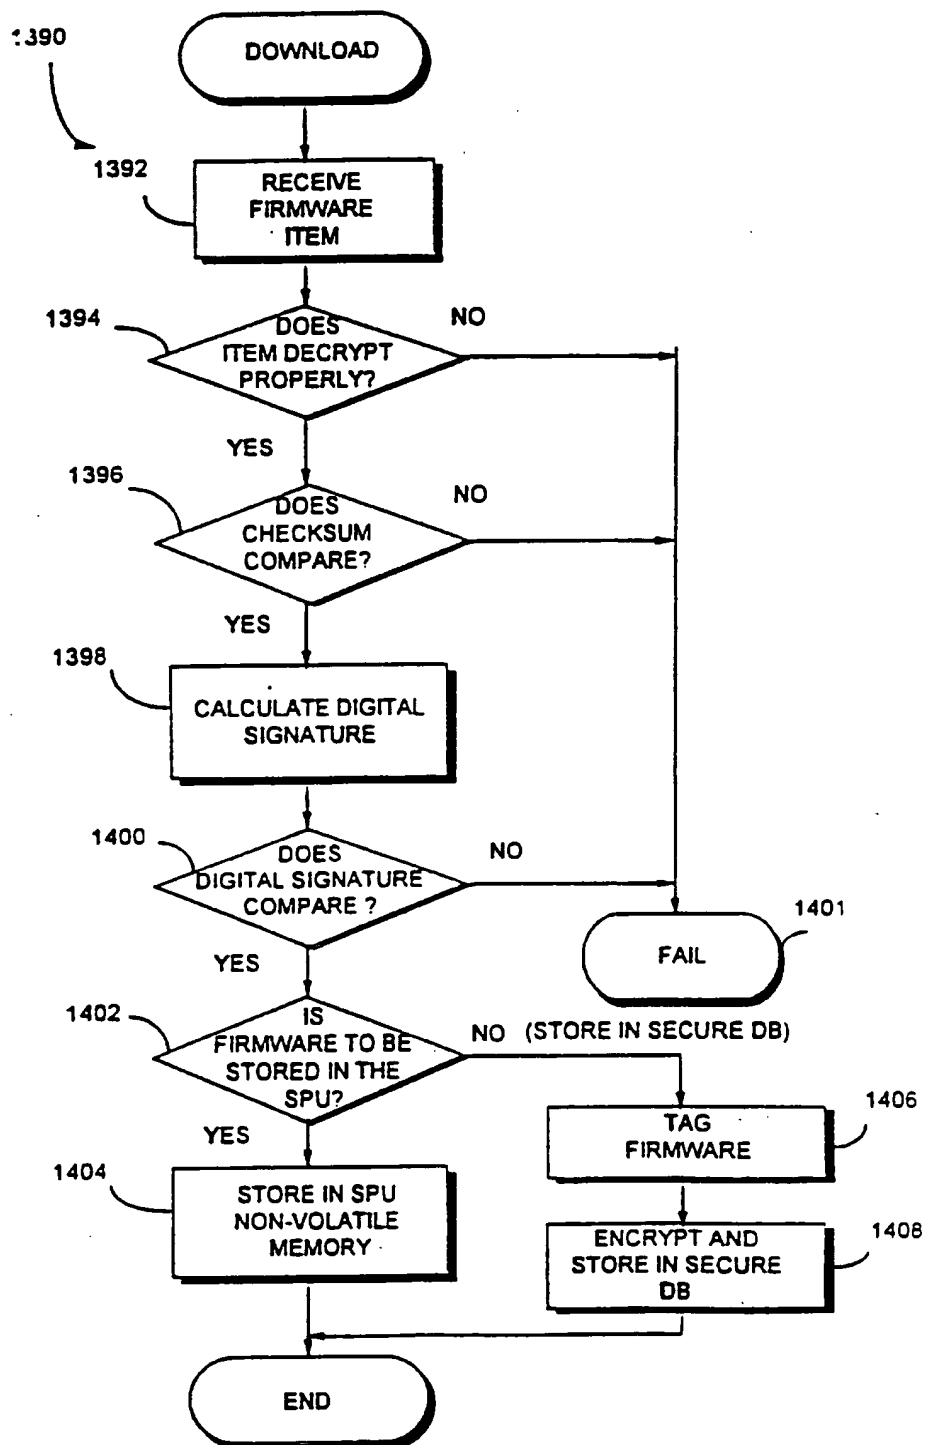 1390
DOWNLOAD
1392
RECEIVE
FIRMWARE
ITEM
1394
DOES
ITEM DECRYPT
PROPERLY?
NO
YES
1396
DOES
CHECKSUM
COMPARE?
NO
YES
1398
CALCULATE DIGITAL
SIGNATURE
1400
DOES
DIGITAL SIGNATURE
COMPARE ?
NO
1401
FAIL
YES
1402
IS
FIRMWARE TO BE
STORED IN THE
SPU?
NO (STORE IN SECURE DB)
1406
TAG
FIRMWARE
YES
1404
STORE IN SPU
NON-VOLATILE
MEMORY
1408
ENCRYPT AND
STORE IN SECURE
DB
END